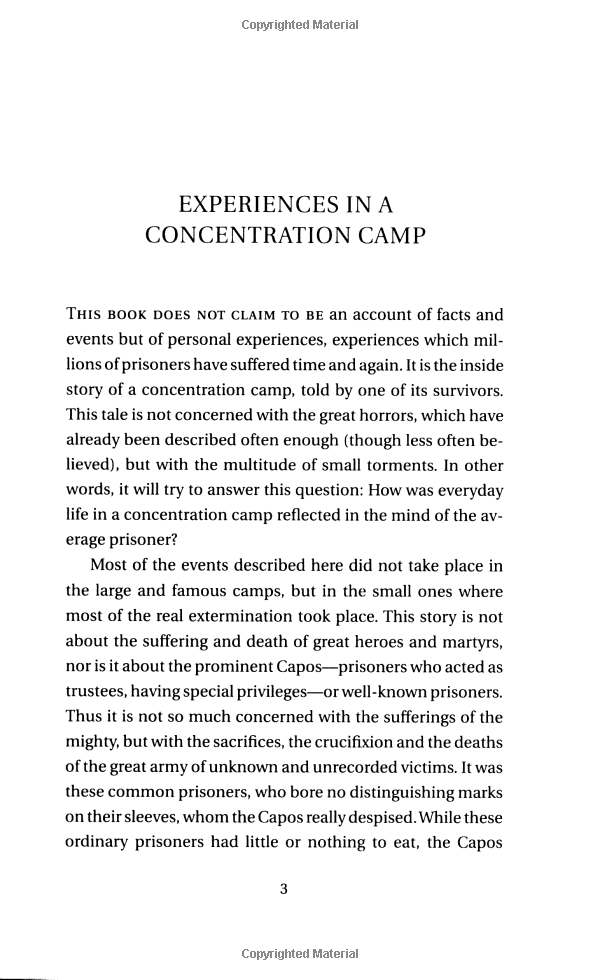 Copyrighted Material
EXPERIENCES IN A
CONCENTRATION CAMP
THIS BOOK DOES NOT CLAIM TO BE an account of facts and
events but of personal experiences, experiences which mil-
lions of prisoners have suffered time and again. It is the inside
story of a concentration camp, told by one of its survivors.
This tale is not concerned with the great horrors, which have
already been described often enough (though less often be-
lieved), but with the multitude of small torments. In other
words, it will try to answer this question: How was everyday
life in a concentration camp reflected in the mind of the av-
erage prisoner?
Most of the events described here did not take place in
the large and famous camps, but in the small ones where
most of the real extermination took place. This story is not
about the suffering and death of great heroes and martyrs,
nor is it about the prominent Capos—prisoners who acted as
trustees, having special privileges—or well-known prisoners.
Thus it is not so much concerned with the sufferings of the
mighty, but with the sacrifices, the crucifixion and the deaths
of the great army of unknown and unrecorded victims. It was
these common prisoners, who bore no distinguishing marks
on their sleeves, whom the Capos really despised. While these
ordinary prisoners had little or nothing to eat, the Capos
3
Copyrighted Material